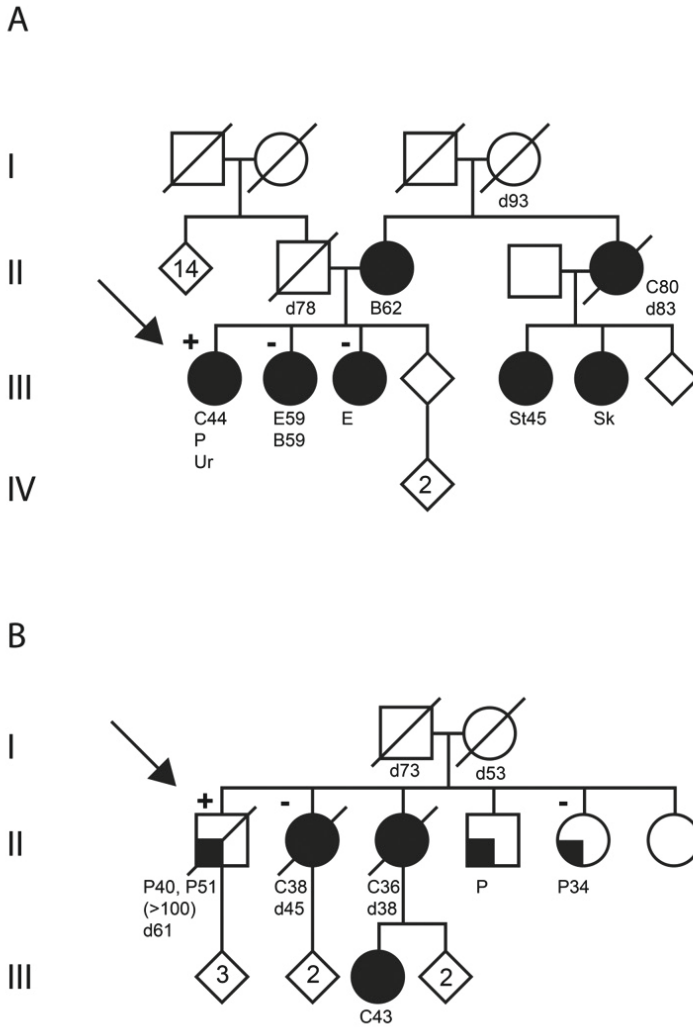 A
I
d93
14
II
d78
B62
C80
d83
+
-
-
III
C44
P
Ur
E59
B59
E
St45
Sk
IV
2
B
I
d73
d53
+
-
-
II
P40, P51
(>100)
d61
C38
d45
C36
d38
P
P34
III
3
2
2
C43